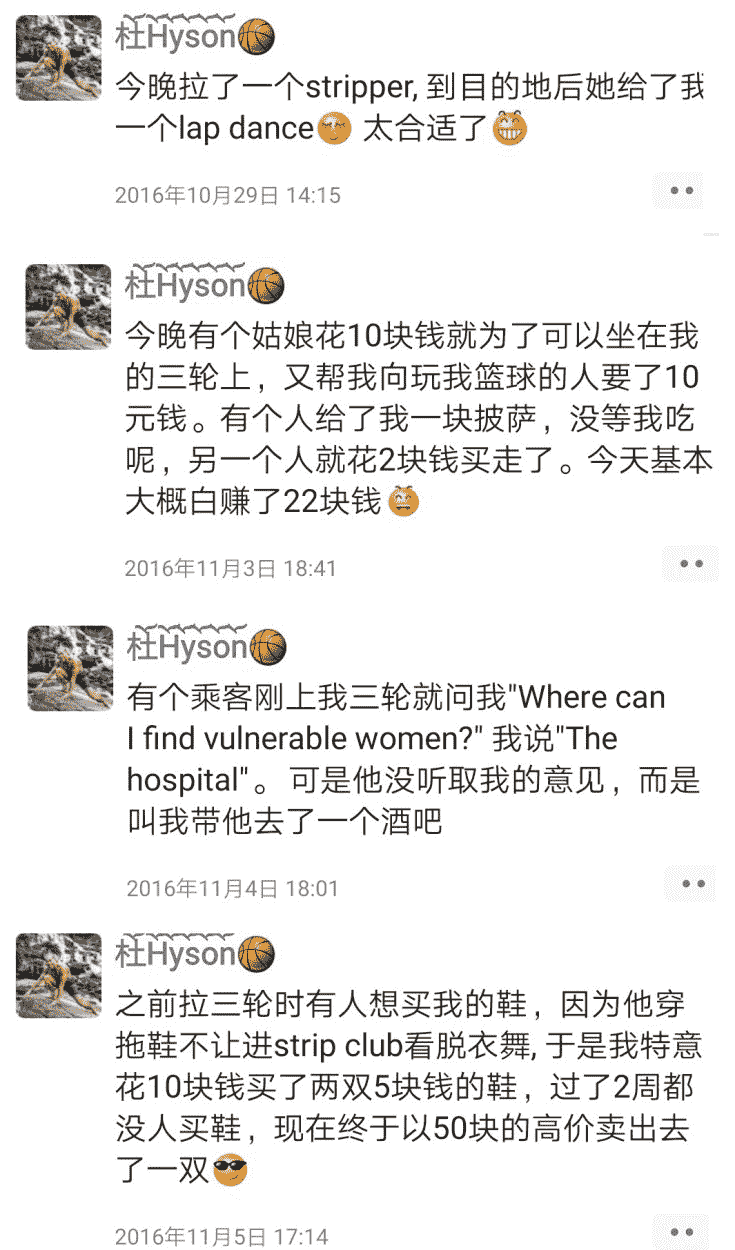 杜Hyson🏀
今晚拉了一个stripper, 到目的地后她给了我
一个lap dance😌 太合适了😁
2016年10月29日 14:15
杜Hyson🏀
今晚有个姑娘花10块钱就为了可以坐在我
的三轮上，又帮我向玩我篮球的人要了10
元钱。有个人给了我一块披萨，没等我吃
呢，另一个人就花2块钱买走了。今天基本
大概白赚了22块钱
2016年11月3日 18:41
杜Hyson🏀
有个乘客刚上我三轮就问我"Where can
I find vulnerable women?" 我说"The
hospital"。 可是他没听取我的意见，而是
叫我带他去了一个酒吧
2016年11月4日 18:01
杜Hyson🏀
之前拉三轮时有人想买我的鞋，因为他穿
拖鞋不让进strip club看脱衣舞, 于是我特意
花10块钱买了两双5块钱的鞋，过了2周都
没人买鞋，现在终于以50块的高价卖出去
了一双😎
2016年11月5日 17:14